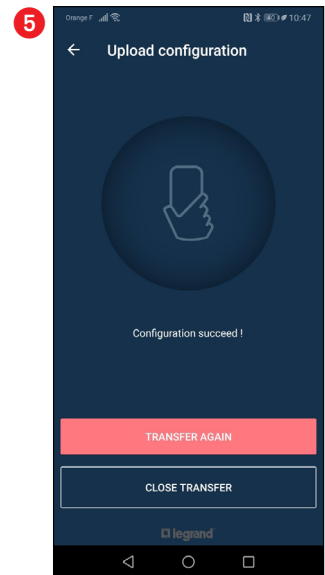 5
Orange F 10:47
Upload configuration
Configuration succeed !
TRANSFER AGAIN
CLOSE TRANSFER
legrand